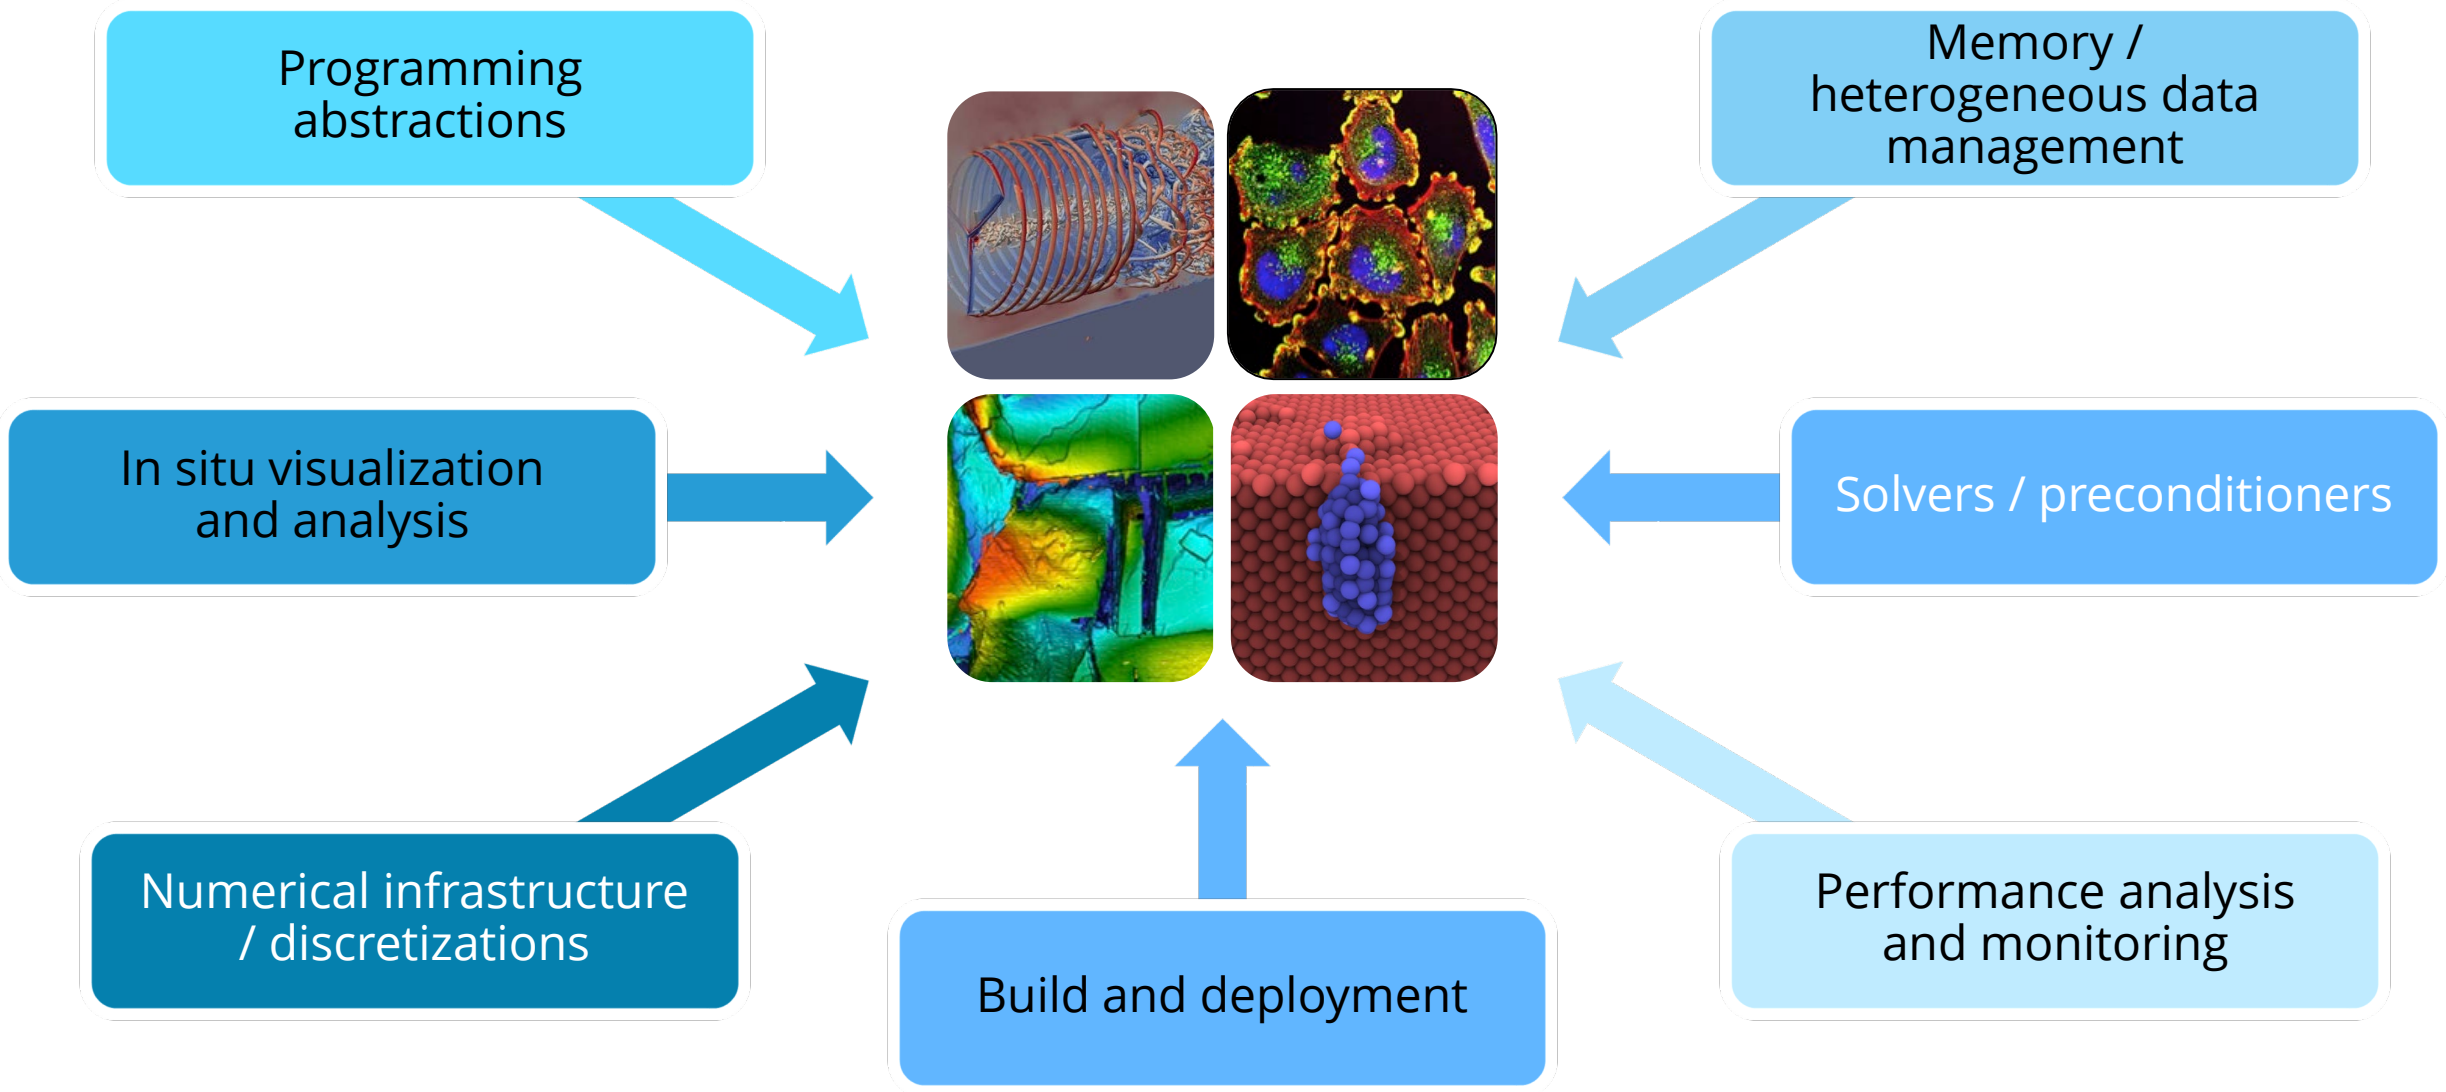 Programming
abstractions
Memory /
heterogeneous data
management
In situ visualization
and analysis
Solvers / preconditioners
Numerical infrastructure
/ discretizations
Performance analysis
and monitoring
Build and deployment